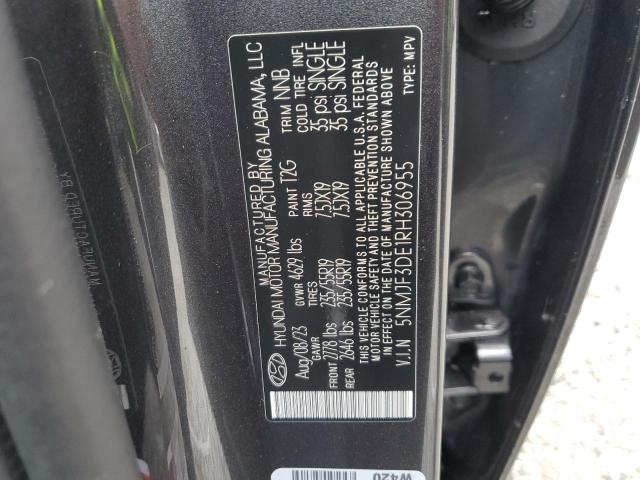 MANUFACTURED BY
HYUNDAI MOTOR MANUFACTURING ALABAMA, LLC
Aug/08/23 GVWR 4629 lbs PAINT T2G TRIM NNB
GAWR TIRES RIMS COLD TIRE INFL
FRONT 2778 lbs 235/55R19 7.5JX19 35 psi SINGLE
REAR 2646 lbs 235/55R19 7.5JX19 35 psi SINGLE
THIS VEHICLE CONFORMS TO ALL APPLICABLE U.S.A. FEDERAL
MOTOR VEHICLE SAFETY AND THEFT PREVENTION STANDARDS
IN EFFECT ON THE DATE OF MANUFACTURE SHOWN ABOVE.
V.I.N 5NMJF3DE1RH306955 TYPE: MPV
W420